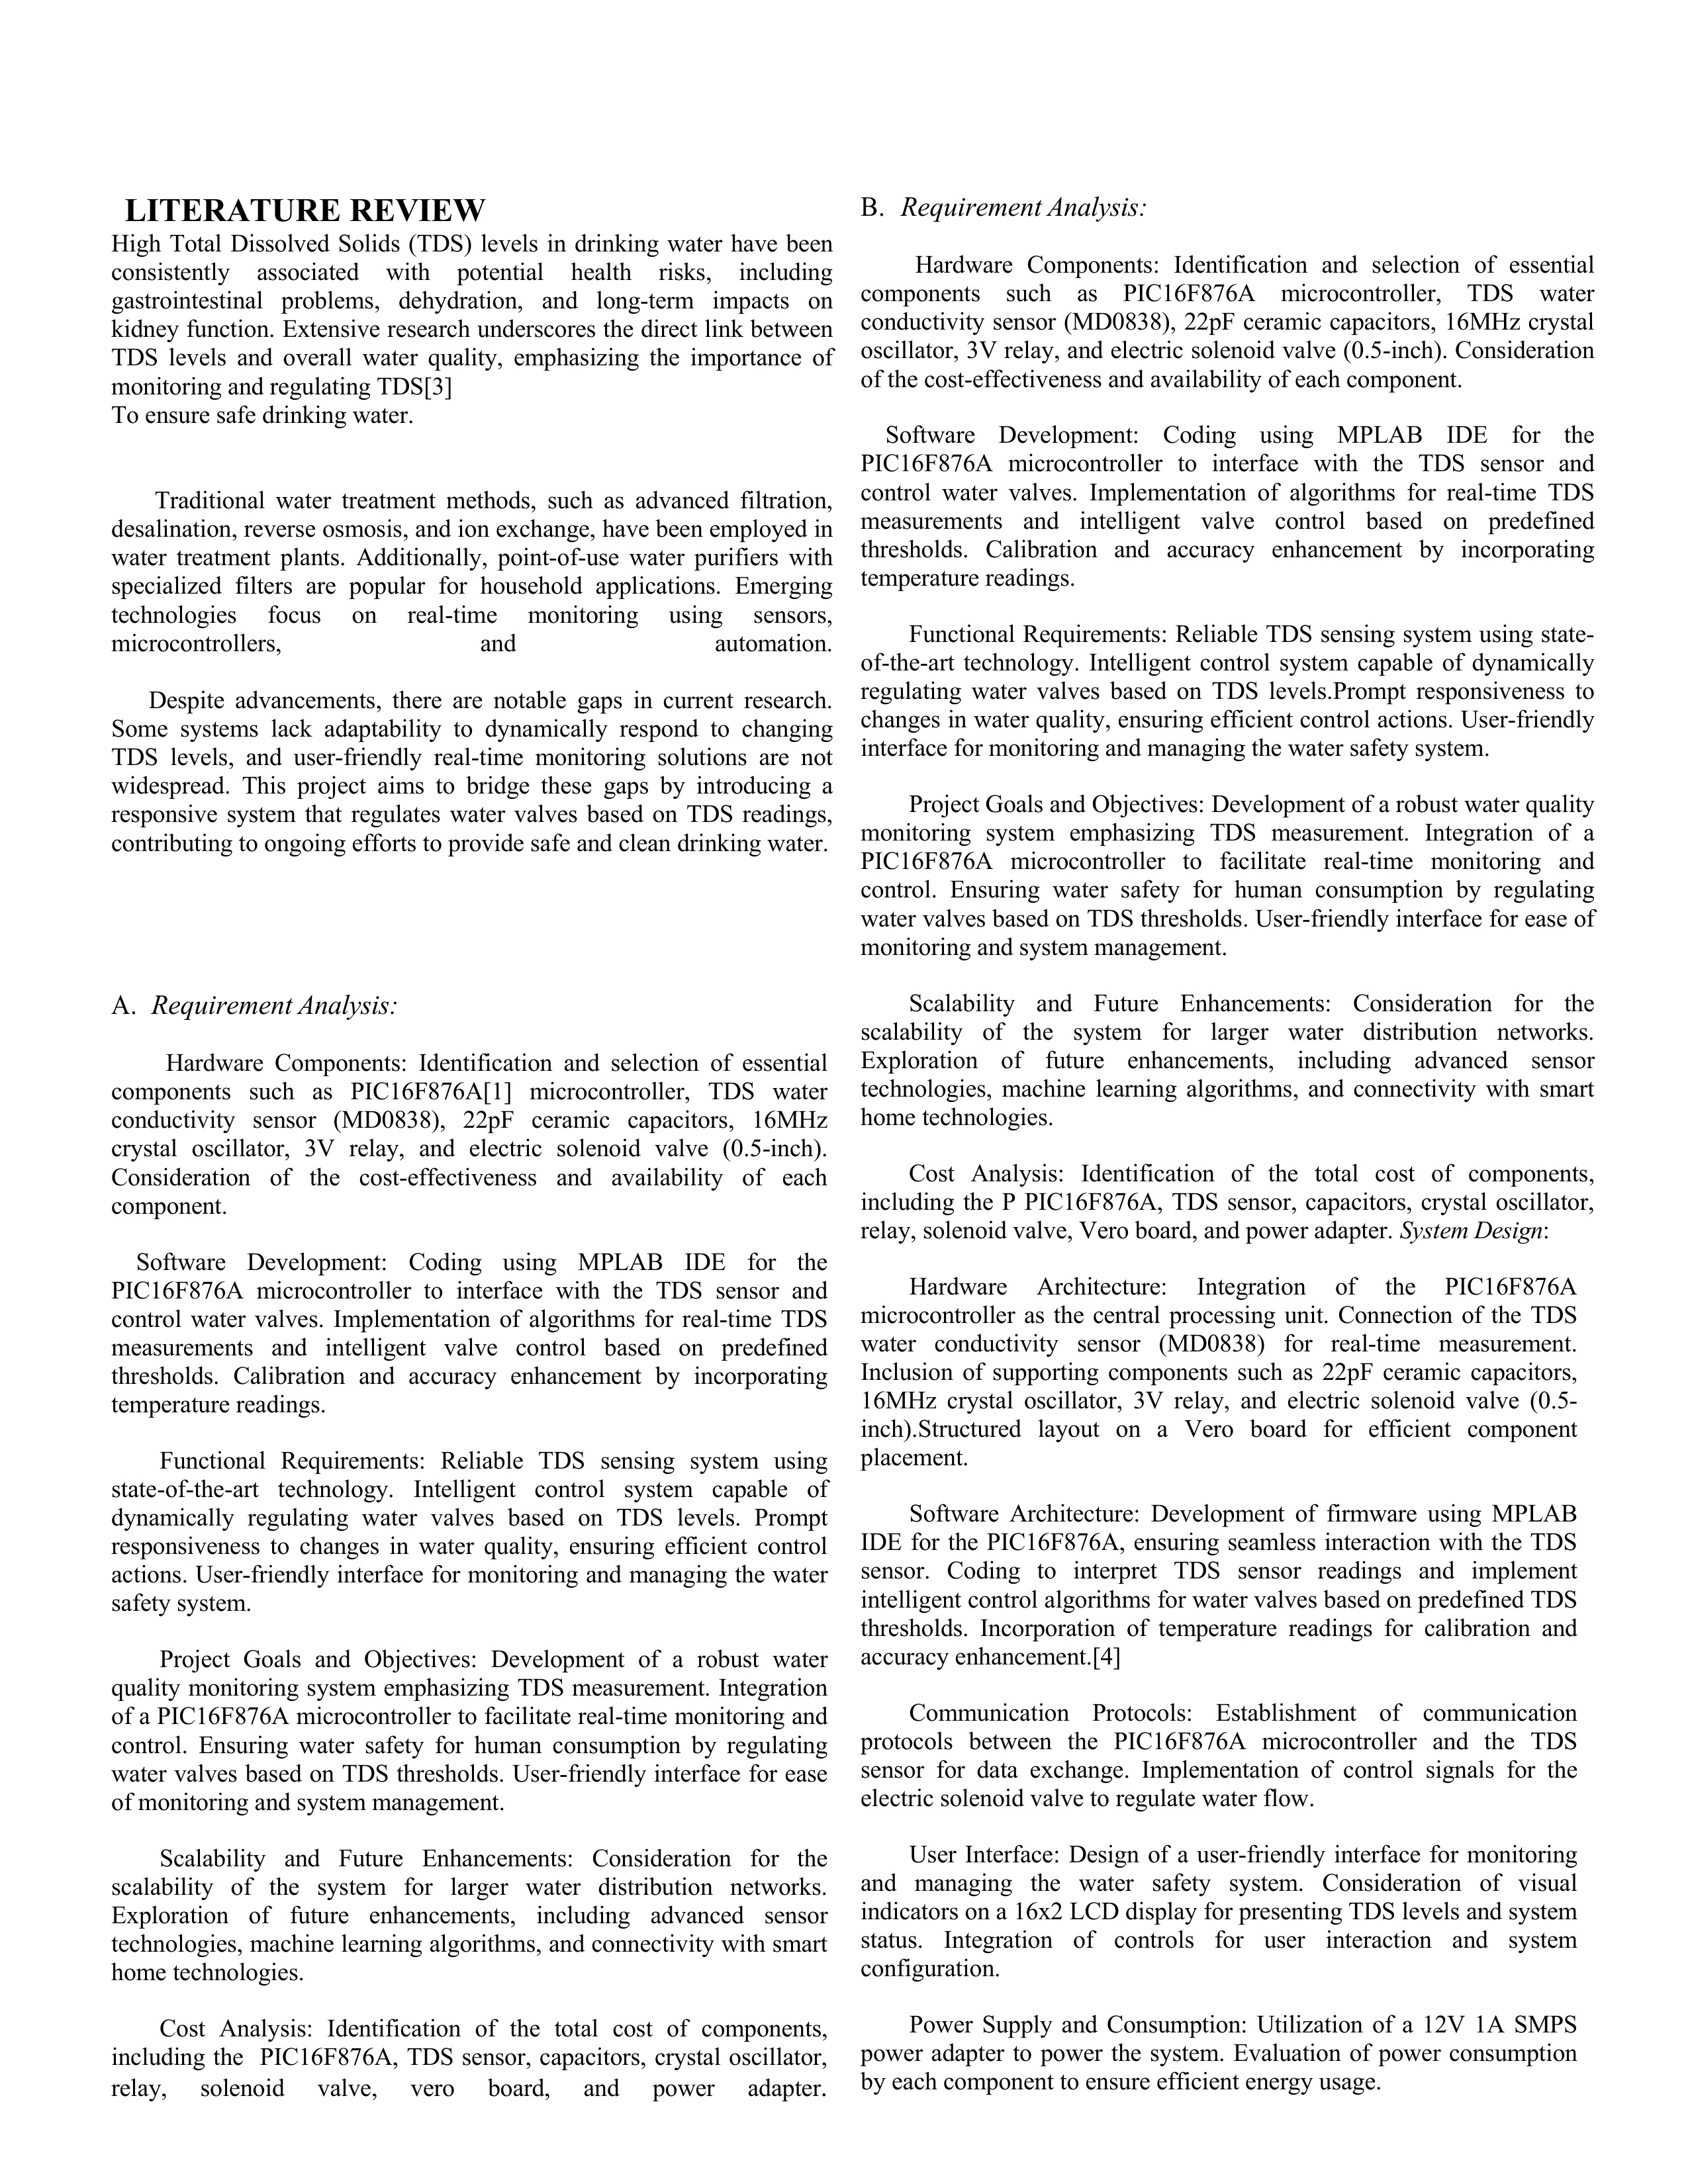 LITERATURE REVIEW
High Total Dissolved Solids (TDS) levels in drinking water have been
consistently associated with potential health risks, including
gastrointestinal problems, dehydration, and long-term impacts on
kidney function. Extensive research underscores the direct link between
TDS levels and overall water quality, emphasizing the importance of
monitoring and regulating TDS[3]
To ensure safe drinking water.
Traditional water treatment methods, such as advanced filtration,
desalination, reverse osmosis, and ion exchange, have been employed in
water treatment plants. Additionally, point-of-use water purifiers with
specialized filters are popular for household applications. Emerging
technologies focus on real-time monitoring using sensors,
microcontrollers, and automation.
Despite advancements, there are notable gaps in current research.
Some systems lack adaptability to dynamically respond to changing
TDS levels, and user-friendly real-time monitoring solutions are not
widespread. This project aims to bridge these gaps by introducing a
responsive system that regulates water valves based on TDS readings,
contributing to ongoing efforts to provide safe and clean drinking water.
A. Requirement Analysis:
Hardware Components: Identification and selection of essential
components such as PIC16F876A[1] microcontroller, TDS water
conductivity sensor (MD0838), 22pF ceramic capacitors, 16MHz
crystal oscillator, 3V relay, and electric solenoid valve (0.5-inch).
Consideration of the cost-effectiveness and availability of each
component.
Software Development: Coding using MPLAB IDE for the
PIC16F876A microcontroller to interface with the TDS sensor and
control water valves. Implementation of algorithms for real-time TDS
measurements and intelligent valve control based on predefined
thresholds. Calibration and accuracy enhancement by incorporating
temperature readings.
Functional Requirements: Reliable TDS sensing system using
state-of-the-art technology. Intelligent control system capable of
dynamically regulating water valves based on TDS levels. Prompt
responsiveness to changes in water quality, ensuring efficient control
actions. User-friendly interface for monitoring and managing the water
safety system.
Project Goals and Objectives: Development of a robust water
quality monitoring system emphasizing TDS measurement. Integration
of a PIC16F876A microcontroller to facilitate real-time monitoring and
control. Ensuring water safety for human consumption by regulating
water valves based on TDS thresholds. User-friendly interface for ease
of monitoring and system management.
Scalability and Future Enhancements: Consideration for the
scalability of the system for larger water distribution networks.
Exploration of future enhancements, including advanced sensor
technologies, machine learning algorithms, and connectivity with smart
home technologies.
Cost Analysis: Identification of the total cost of components,
including the PIC16F876A, TDS sensor, capacitors, crystal oscillator,
relay, solenoid valve, vero board, and power adapter.
B. Requirement Analysis:
Hardware Components: Identification and selection of essential
components such as PIC16F876A microcontroller, TDS water
conductivity sensor (MD0838), 22pF ceramic capacitors, 16MHz crystal
oscillator, 3V relay, and electric solenoid valve (0.5-inch). Consideration
of the cost-effectiveness and availability of each component.
Software Development: Coding using MPLAB IDE for the
PIC16F876A microcontroller to interface with the TDS sensor and
control water valves. Implementation of algorithms for real-time TDS
measurements and intelligent valve control based on predefined
thresholds. Calibration and accuracy enhancement by incorporating
temperature readings.
Functional Requirements: Reliable TDS sensing system using state-
of-the-art technology. Intelligent control system capable of dynamically
regulating water valves based on TDS levels.Prompt responsiveness to
changes in water quality, ensuring efficient control actions. User-friendly
interface for monitoring and managing the water safety system.
Project Goals and Objectives: Development of a robust water quality
monitoring system emphasizing TDS measurement. Integration of a
PIC16F876A microcontroller to facilitate real-time monitoring and
control. Ensuring water safety for human consumption by regulating
water valves based on TDS thresholds. User-friendly interface for ease of
monitoring and system management.
Scalability and Future Enhancements: Consideration for the
scalability of the system for larger water distribution networks.
Exploration of future enhancements, including advanced sensor
technologies, machine learning algorithms, and connectivity with smart
home technologies.
Cost Analysis: Identification of the total cost of components,
including the P PIC16F876A, TDS sensor, capacitors, crystal oscillator,
relay, solenoid valve, Vero board, and power adapter. System Design:
Hardware Architecture: Integration of the PIC16F876A
microcontroller as the central processing unit. Connection of the TDS
water conductivity sensor (MD0838) for real-time measurement.
Inclusion of supporting components such as 22pF ceramic capacitors,
16MHz crystal oscillator, 3V relay, and electric solenoid valve (0.5-
inch).Structured layout on a Vero board for efficient component
placement.
Software Architecture: Development of firmware using MPLAB
IDE for the PIC16F876A, ensuring seamless interaction with the TDS
sensor. Coding to interpret TDS sensor readings and implement
intelligent control algorithms for water valves based on predefined TDS
thresholds. Incorporation of temperature readings for calibration and
accuracy enhancement.[4]
Communication Protocols: Establishment of communication
protocols between the PIC16F876A microcontroller and the TDS
sensor for data exchange. Implementation of control signals for the
electric solenoid valve to regulate water flow.
User Interface: Design of a user-friendly interface for monitoring
and managing the water safety system. Consideration of visual
indicators on a 16x2 LCD display for presenting TDS levels and system
status. Integration of controls for user interaction and system
configuration.
Power Supply and Consumption: Utilization of a 12V 1A SMPS
power adapter to power the system. Evaluation of power consumption
by each component to ensure efficient energy usage.